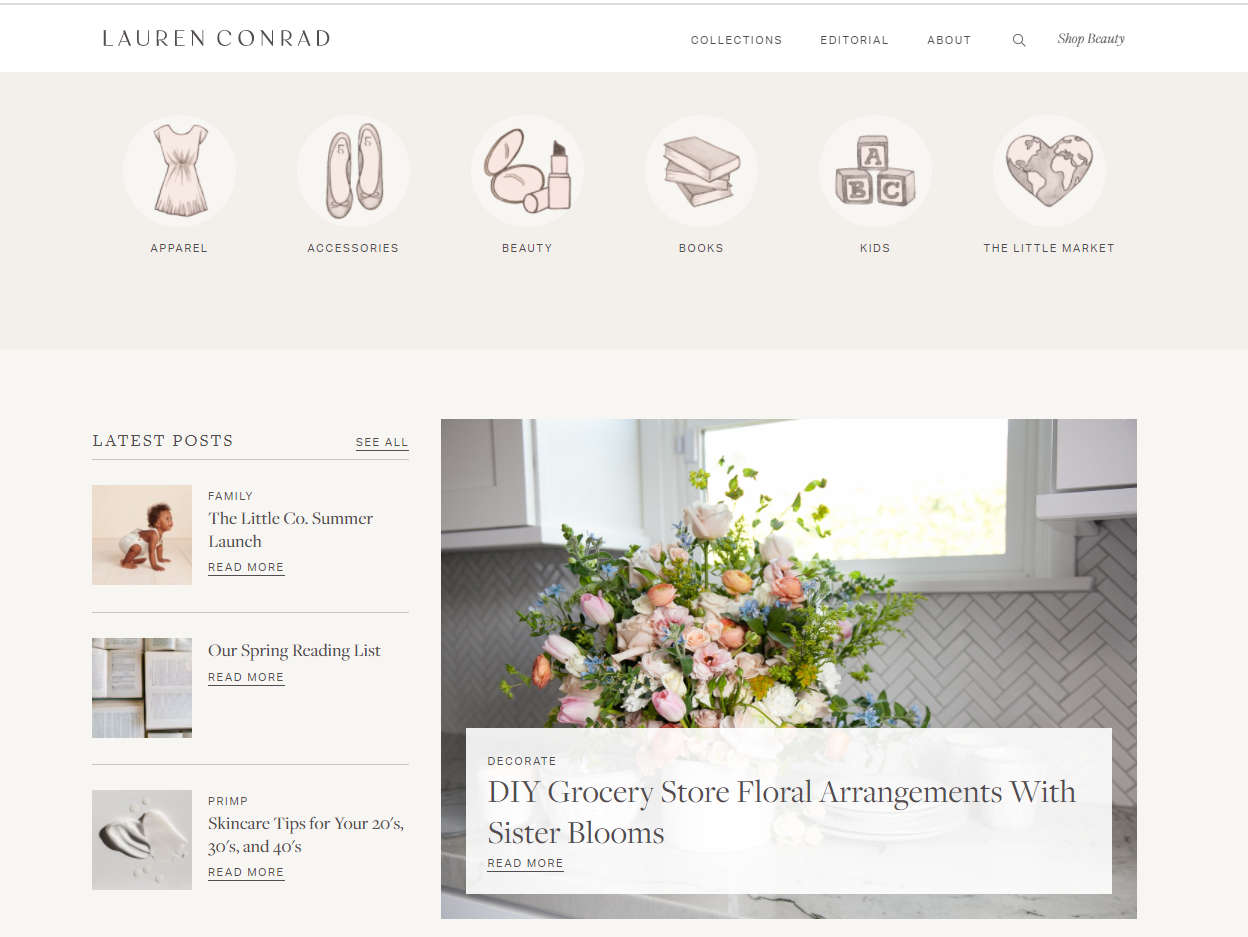 LAUREN CONRAD
COLLECTIONS
EDITORIAL
ABOUT
Shop Beauty
APPAREL
ACCESSORIES
BEAUTY
BOOKS
KIDS
THE LITTLE MARKET
A
B
C
LATEST POSTS
SEE ALL
FAMILY
The Little Co. Summer
Launch
READ MORE
Our Spring Reading List
READ MORE
PRIMP
Skincare Tips for Your 20's,
30's, and 40's
READ MORE
DECORATE
DIY Grocery Store Floral Arrangements With
Sister Blooms
READ MORE